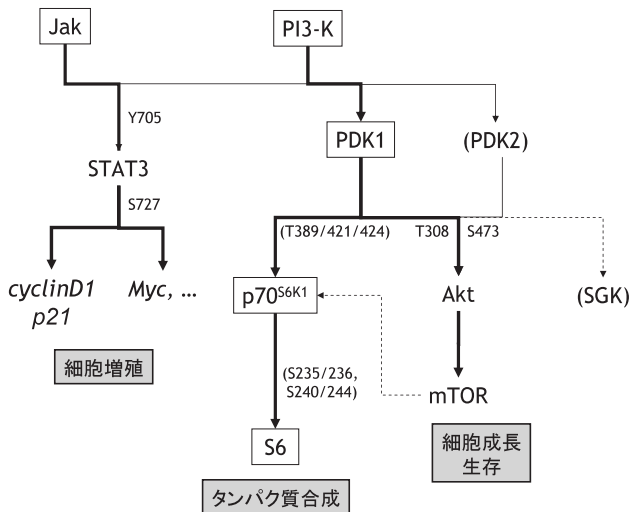 Jak
PI3-K
Y705
PDK1
(PDK2)
STAT3
S727
(T389/421/424)
T308
S473
cyclinD1
p21
Myc, ...
p70S6K1
Akt
(SGK)
細胞増殖
(S235/236,
S240/244)
mTOR
S6
細胞成長
生存
タンパク質合成